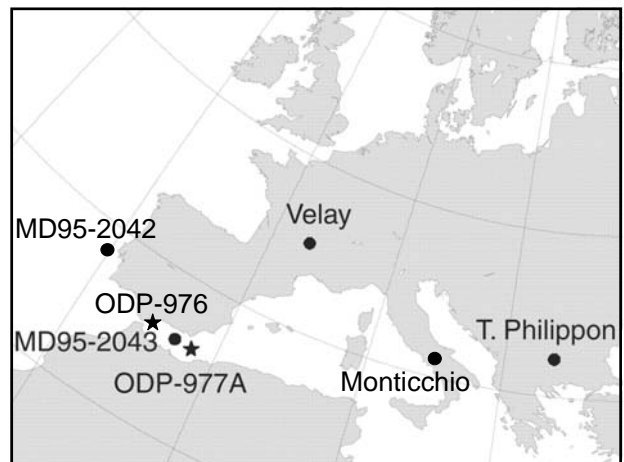 Velay
MD95-2042
ODP-976
T. Philippon
MD95-2043
ODP-977A
Monticchio